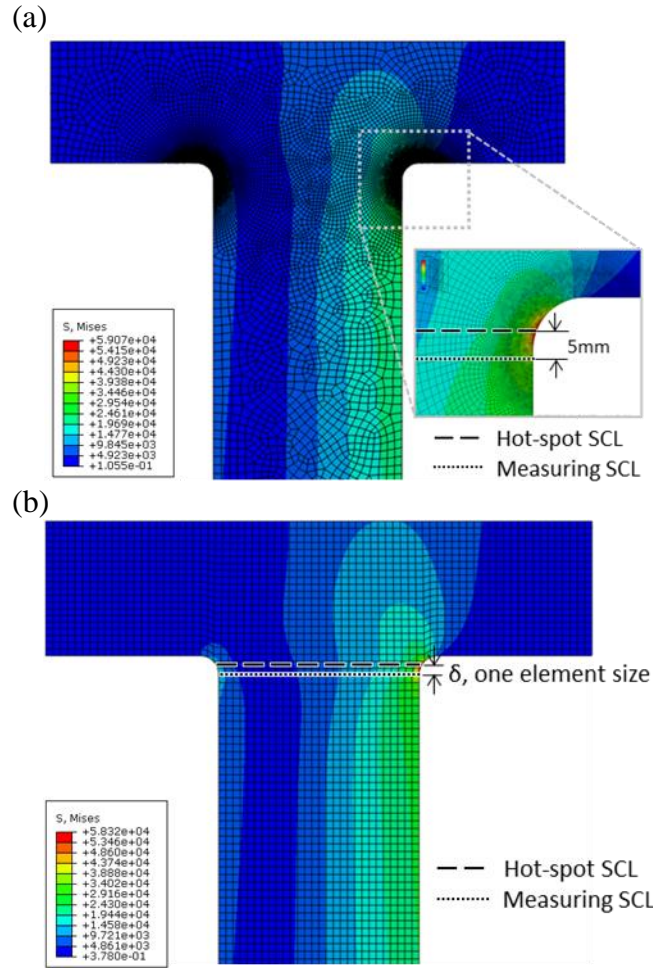 (a)
S, Mises
+5.907e+04
+5.415e+04
+4.923e+04
+4.430e+04
+3.938e+04
+3.446e+04
+2.954e+04
+2.461e+04
+1.969e+04
+1.477e+04
+9.845e+03
+4.923e+03
+1.055e-01
5mm
Hot-spot SCL
Measuring SCL
(b)
δ, one element size
S, Mises
+5.832e+04
+5.346e+04
+4.860e+04
+4.374e+04
+3.888e+04
+3.402e+04
+2.916e+04
+2.430e+04
+1.944e+04
+1.458e+04
+9.721e+03
+4.861e+03
+3.780e-01
Hot-spot SCL
Measuring SCL